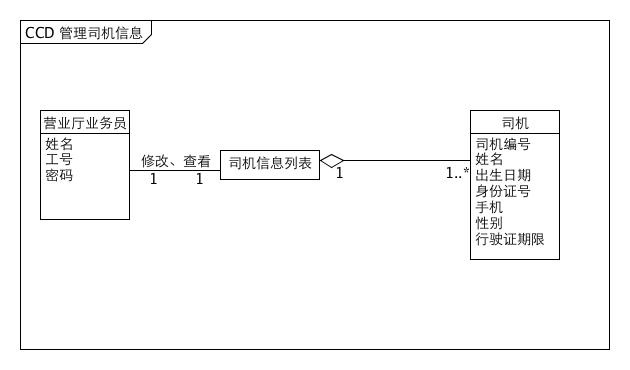 CCD 管理司机信息
营业厅业务员
姓名
工号
密码
修改、查看
1
1
司机信息列表
1
1..*
司机
司机编号
姓名
出生日期
身份证号
手机
性别
行驶证期限